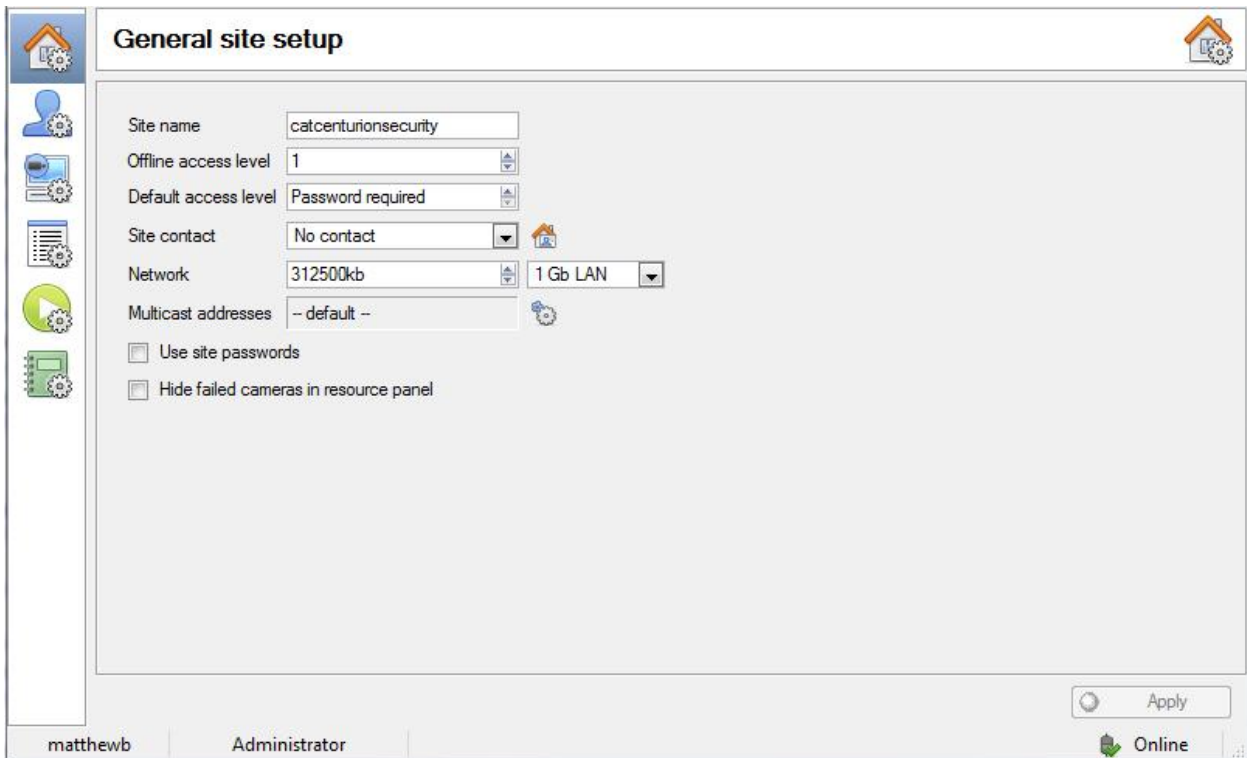 General site setup
Site name catcenturionsecurity
Offline access level 1
Default access level Password required
Site contact No contact
Network 312500kb 1 Gb LAN
Multicast addresses -- default --
Use site passwords
Hide failed cameras in resource panel
Apply
matthewb Administrator Online